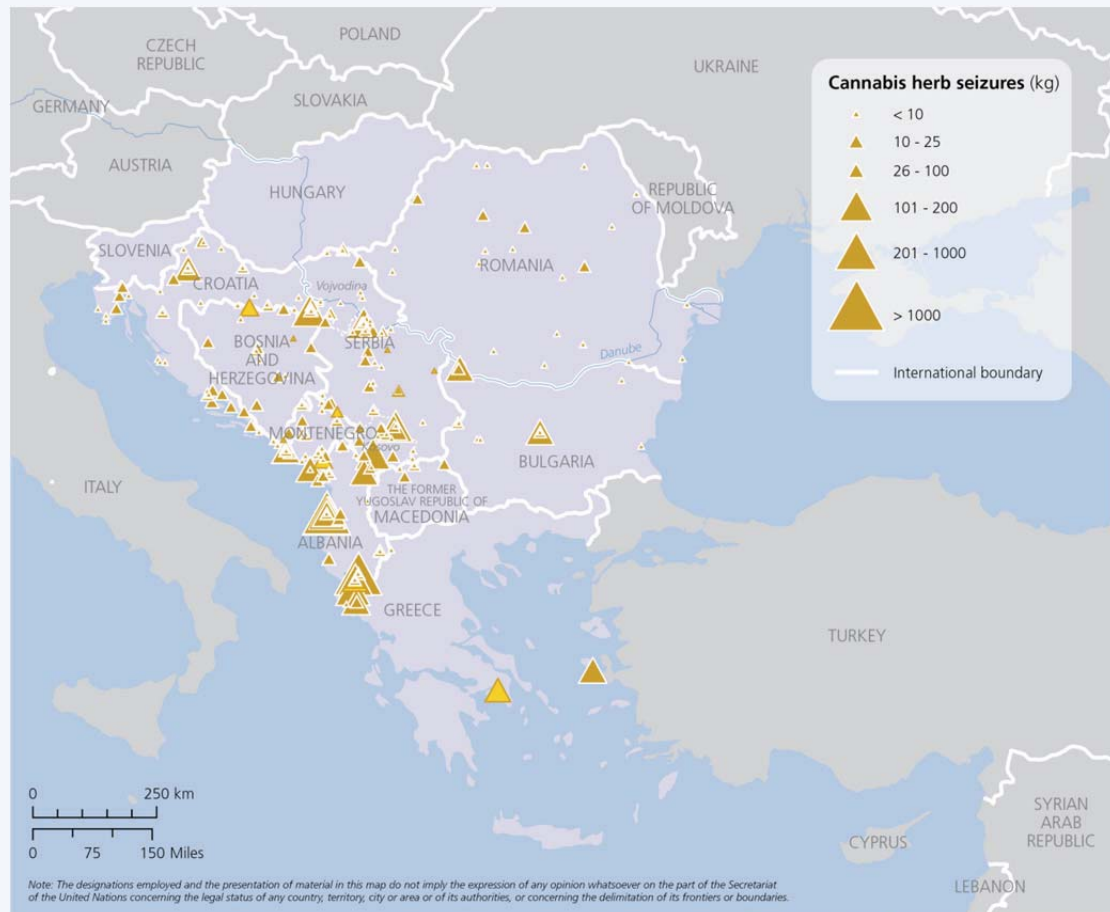 POLAND
CZECH
REPUBLIC
UKRAINE
GERMANY
SLOVAKIA
AUSTRIA
HUNGARY
REPUBLIC
OF MOLDOVA
SLOVENIA
ROMANIA
CROATIA
Vojvodina
BOSNIA
AND
HERZEGOVINA
SERBIA
Danube
MONTENEGRO
Kosovo
BULGARIA
ITALY
THE FORMER
YUGOSLAV REPUBLIC OF
MACEDONIA
ALBANIA
GREECE
TURKEY
CYPRUS
SYRIAN
ARAB
REPUBLIC
LEBANON
Cannabis herb seizures (kg)
< 10
10 - 25
26 - 100
101 - 200
201 - 1000
> 1000
International boundary
0 250 km
0 75 150 Miles
Note: The designations employed and the presentation of material in this map do not imply the expression of any opinion whatsoever on the part of the Secretariat
of the United Nations concerning the legal status of any country, territory, city or area or of its authorities, or concerning the delimitation of its frontiers or boundaries.